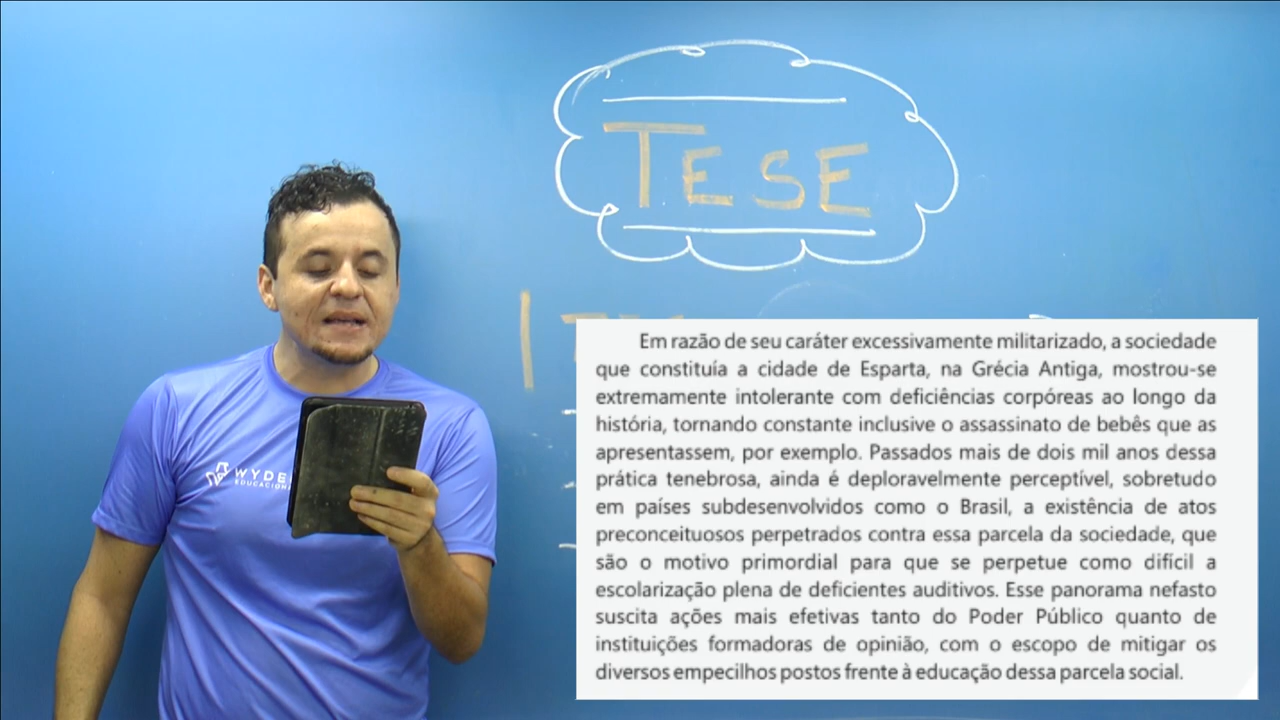 TESE
WYDE
EDUCACION
Em razão de seu caráter excessivamente militarizado, a sociedade
que constituía a cidade de Esparta, na Grécia Antiga, mostrou-se
extremamente intolerante com deficiências corpóreas ao longo da
história, tornando constante inclusive o assassinato de bebês que as
apresentassem, por exemplo. Passados mais de dois mil anos dessa
prática tenebrosa, ainda é deploravelmente perceptível, sobretudo
em países subdesenvolvidos como o Brasil, a existência de atos
preconceituosos perpetrados contra essa parcela da sociedade, que
são o motivo primordial para que se perpetue como difícil a
escolarização plena de deficientes auditivos. Esse panorama nefasto
suscita ações mais efetivas tanto do Poder Público quanto de
instituições formadoras de opinião, com o escopo de mitigar os
diversos empecilhos postos frente à educação dessa parcela social.